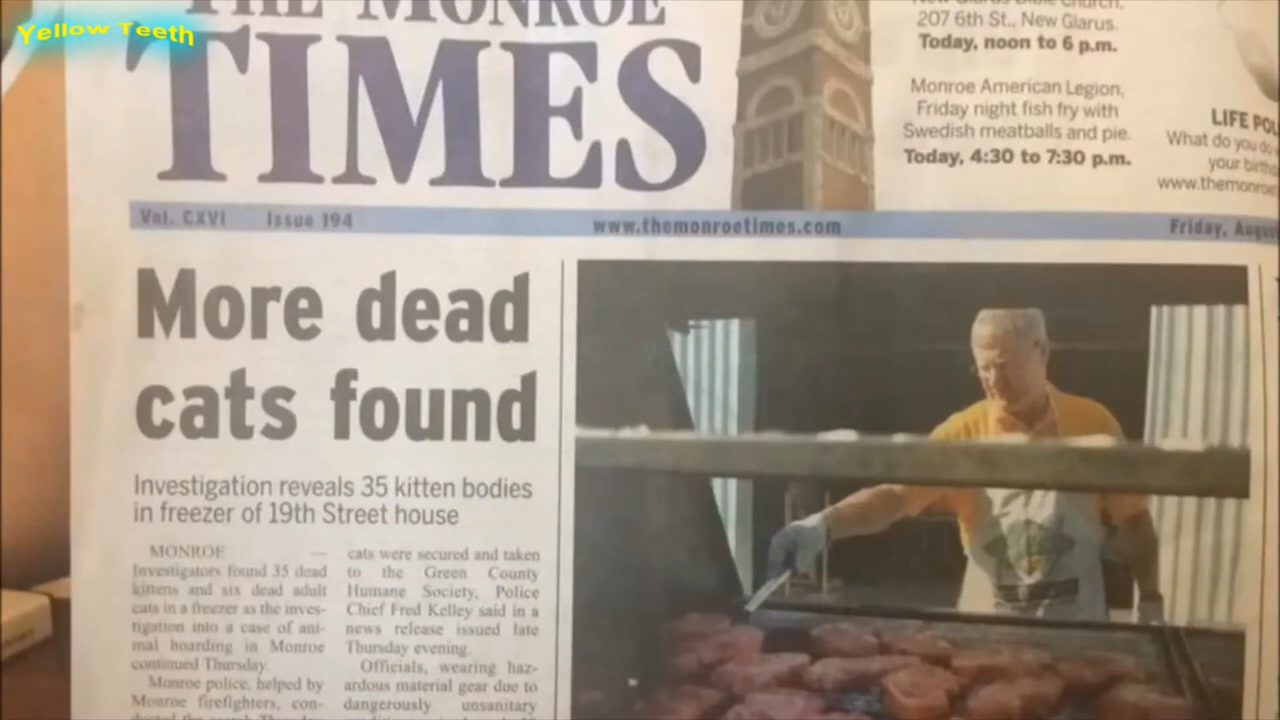 Yellow Teeth
THE MONROE
TIMES
207 6th St., New Glarus.
Today, noon to 6 p.m.
Monroe American Legion,
Friday night fish fry with
Swedish meatballs and pie.
Today, 4:30 to 7:30 p.m.
LIFE
What do you do
your
www.themonroe
Vol. CXVI Issue 194 www.themonroetimes.com Friday,
More dead
cats found
Investigation reveals 35 kitten bodies
in freezer of 19th Street house
MONROE —
Investigators found 35 dead
kittens and six dead adult
cats in a freezer as the inves-
tigation into a case of ani-
mal hoarding in Monroe
continued Thursday.
Monroe police, helped by
Monroe firefighters, con-
cats were secured and taken
to the Green County
Humane Society, Police
Chief Fred Kelley said in a
news release issued late
Thursday evening.
Officials, wearing haz-
ardous material gear due to
dangerously unsanitary